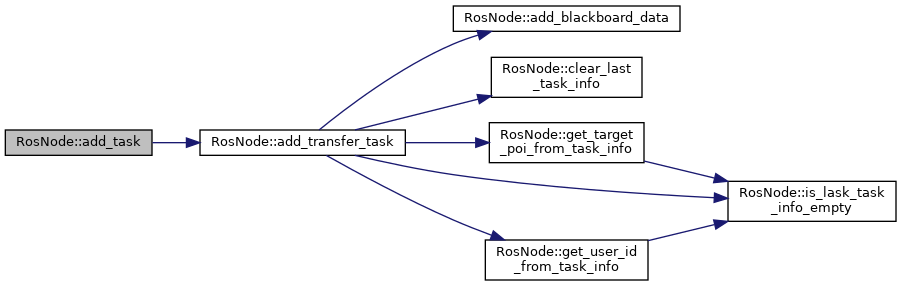 RosNode::add_task
RosNode::add_transfer_task
RosNode::add_blackboard_data
RosNode::clear_last
_task_info
RosNode::get_target
_poi_from_task_info
RosNode::get_user_id
_from_task_info
RosNode::is_lask_task
_info_empty